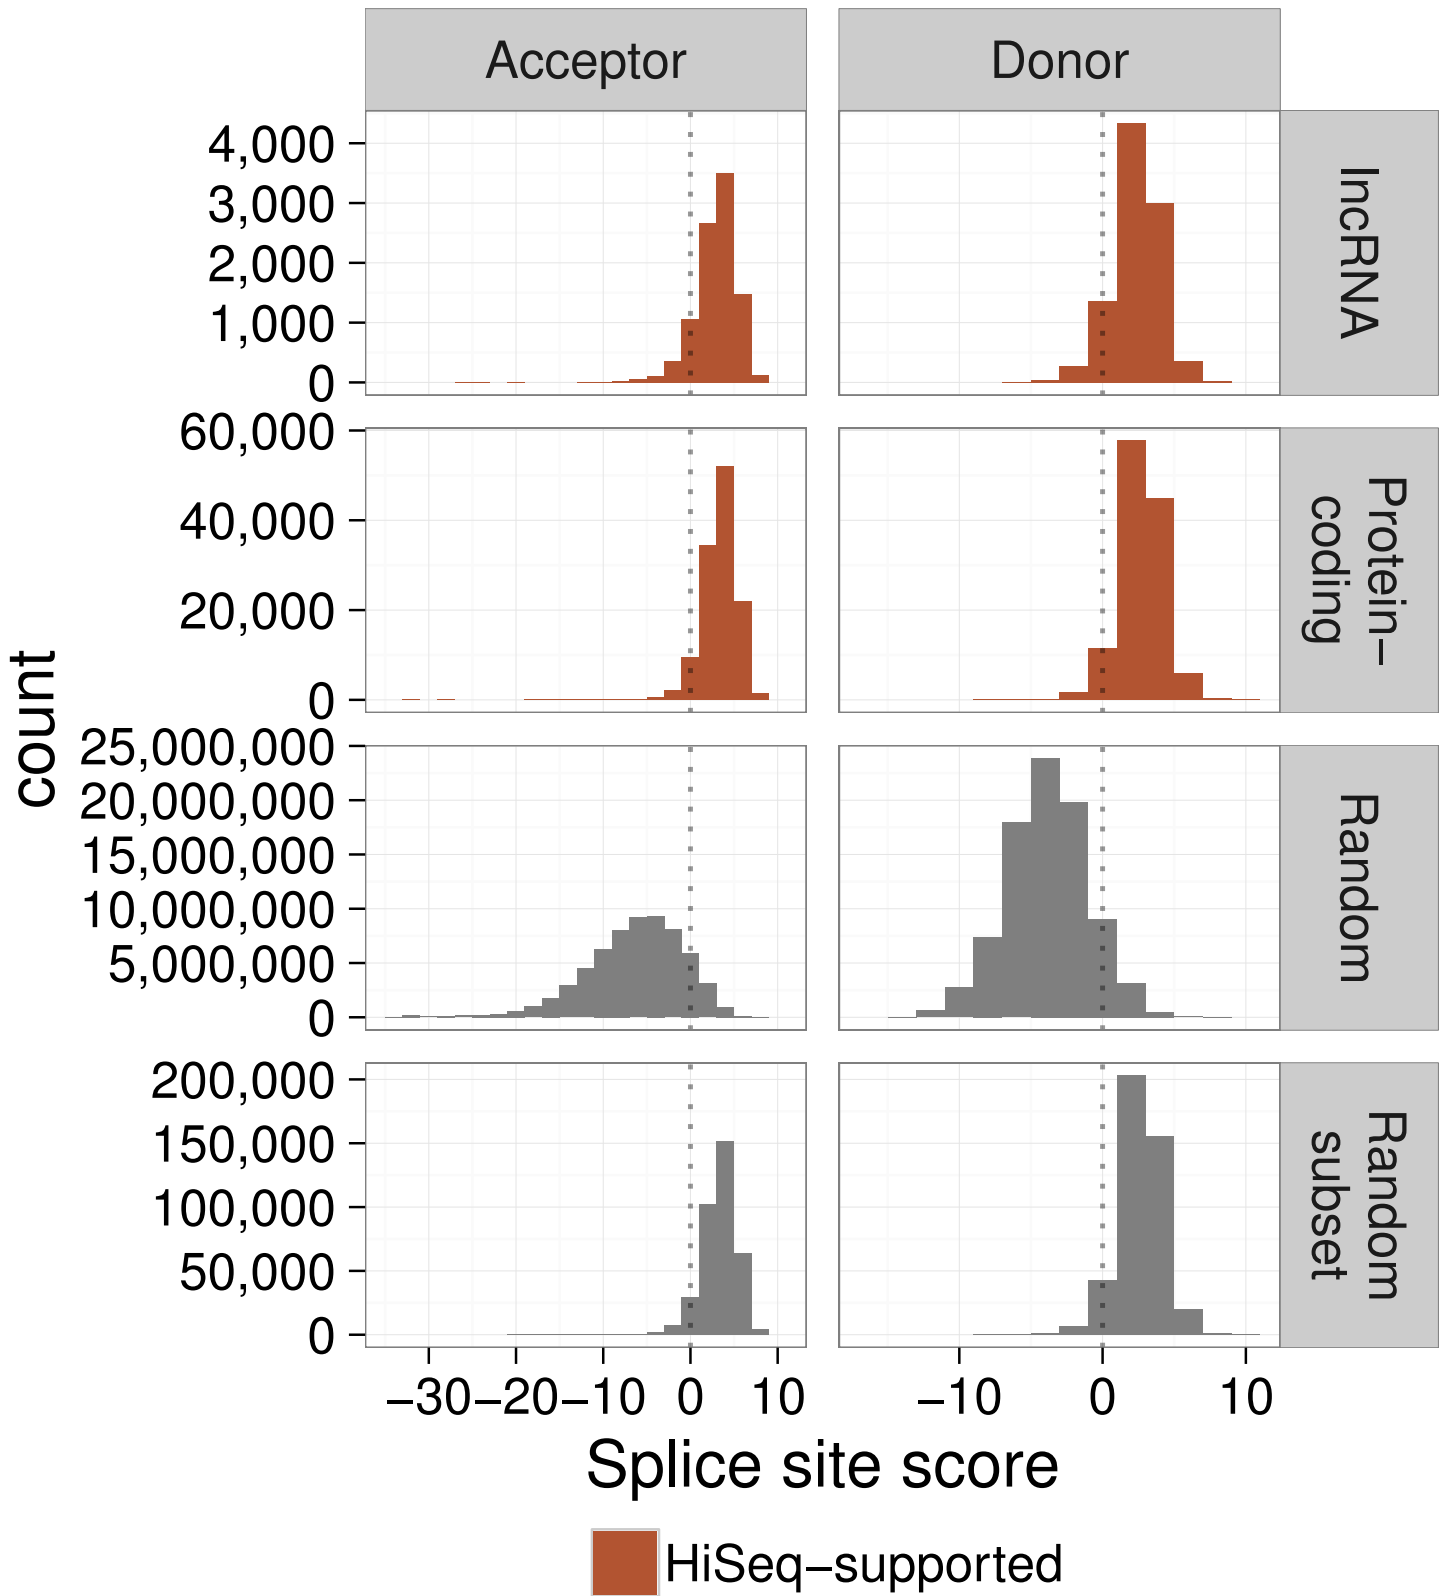 Acceptor
Donor
4,000
3,000
2,000
1,000
0
lncRNA
60,000
40,000
20,000
0
Protein−
coding
25,000,000
20,000,000
15,000,000
10,000,000
5,000,000
0
Random
200,000
150,000
100,000
50,000
0
Random
subset
count
−30 −20 −10 0 10
−10 0 10
Splice site score
HiSeq−supported